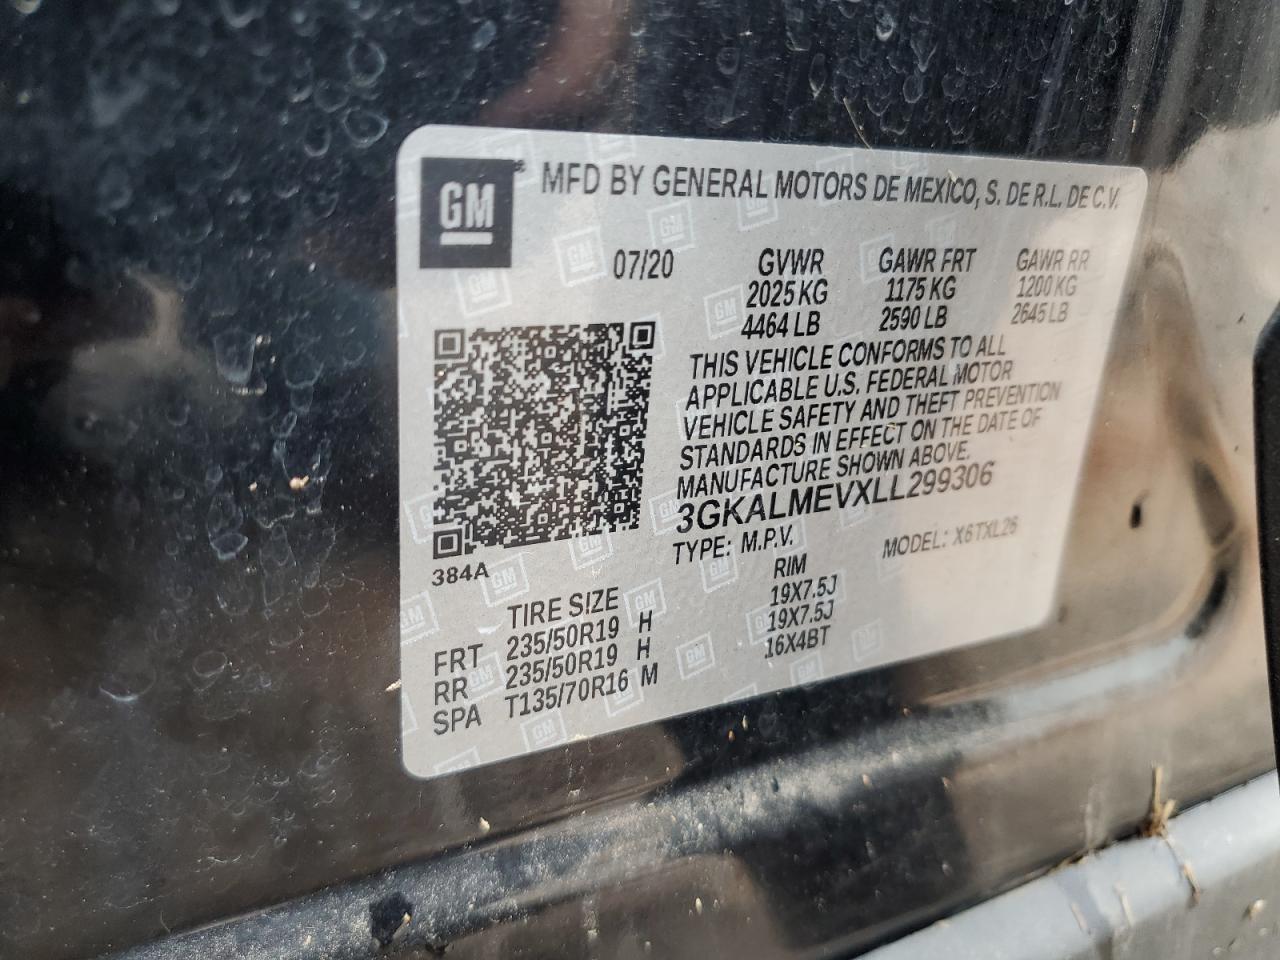 GM
MFD BY GENERAL MOTORS DE MEXICO, S. DE R.L. DE C.V.
07/20
GVWR GAWR FRT GAWR RR
2025 KG 1175 KG 1200 KG
4464 LB 2590 LB 2645 LB
THIS VEHICLE CONFORMS TO ALL
APPLICABLE U.S. FEDERAL MOTOR
VEHICLE SAFETY AND THEFT PREVENTION
STANDARDS IN EFFECT ON THE DATE OF
MANUFACTURE SHOWN ABOVE.
3GKALMEVXLL299306
TYPE: M.P.V. MODEL: X6TXL26
384A
TIRE SIZE RIM
FRT 235/50R19 H 19X7.5J
RR 235/50R19 H 19X7.5J
SPA T135/70R16 M 16X4BT